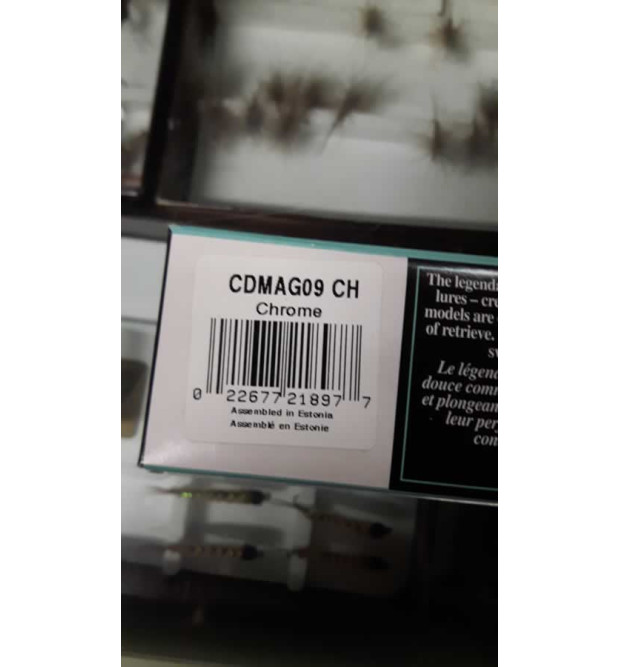 CDMAG09 CH
Chrome
0 22677 21897 7
Assembled in Estonia
Assemblé en Estonie
The legend
lures – cr
models are
of retrieve.
Le légen
douce com
et plongean
leur per
con